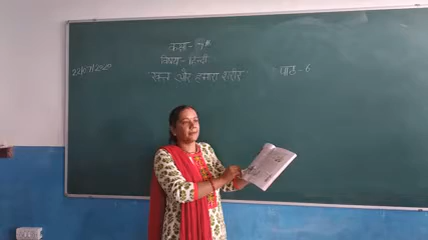 कक्षा - 7th
विषय - हिन्दी
"रक्त और हमारा शरीर"
पाठ - 6